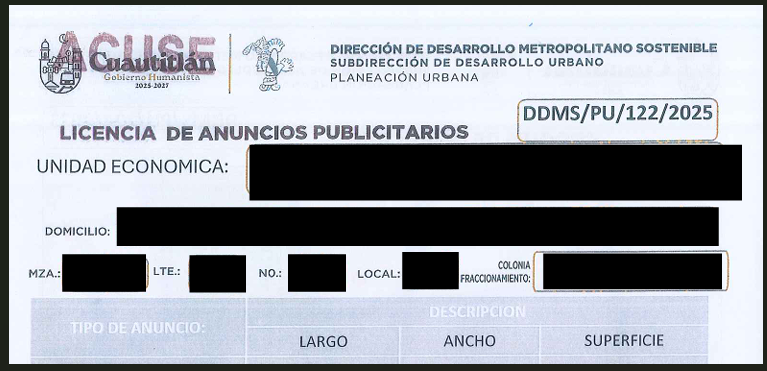 ACUSE
Cuautitlán
Gobierno Humanista
2025-2027
DIRECCIÓN DE DESARROLLO METROPOLITANO SOSTENIBLE
SUBDIRECCIÓN DE DESARROLLO URBANO
PLANEACIÓN URBANA
DDMS/PU/122/2025
LICENCIA DE ANUNCIOS PUBLICITARIOS
UNIDAD ECONOMICA:
DOMICILIO:
MZA.: LTE.: NO.: LOCAL: COLONIA
FRACCIONAMIENTO:
TIPO DE ANUNCIO: DESCRIPCION
LARGO ANCHO SUPERFICIE